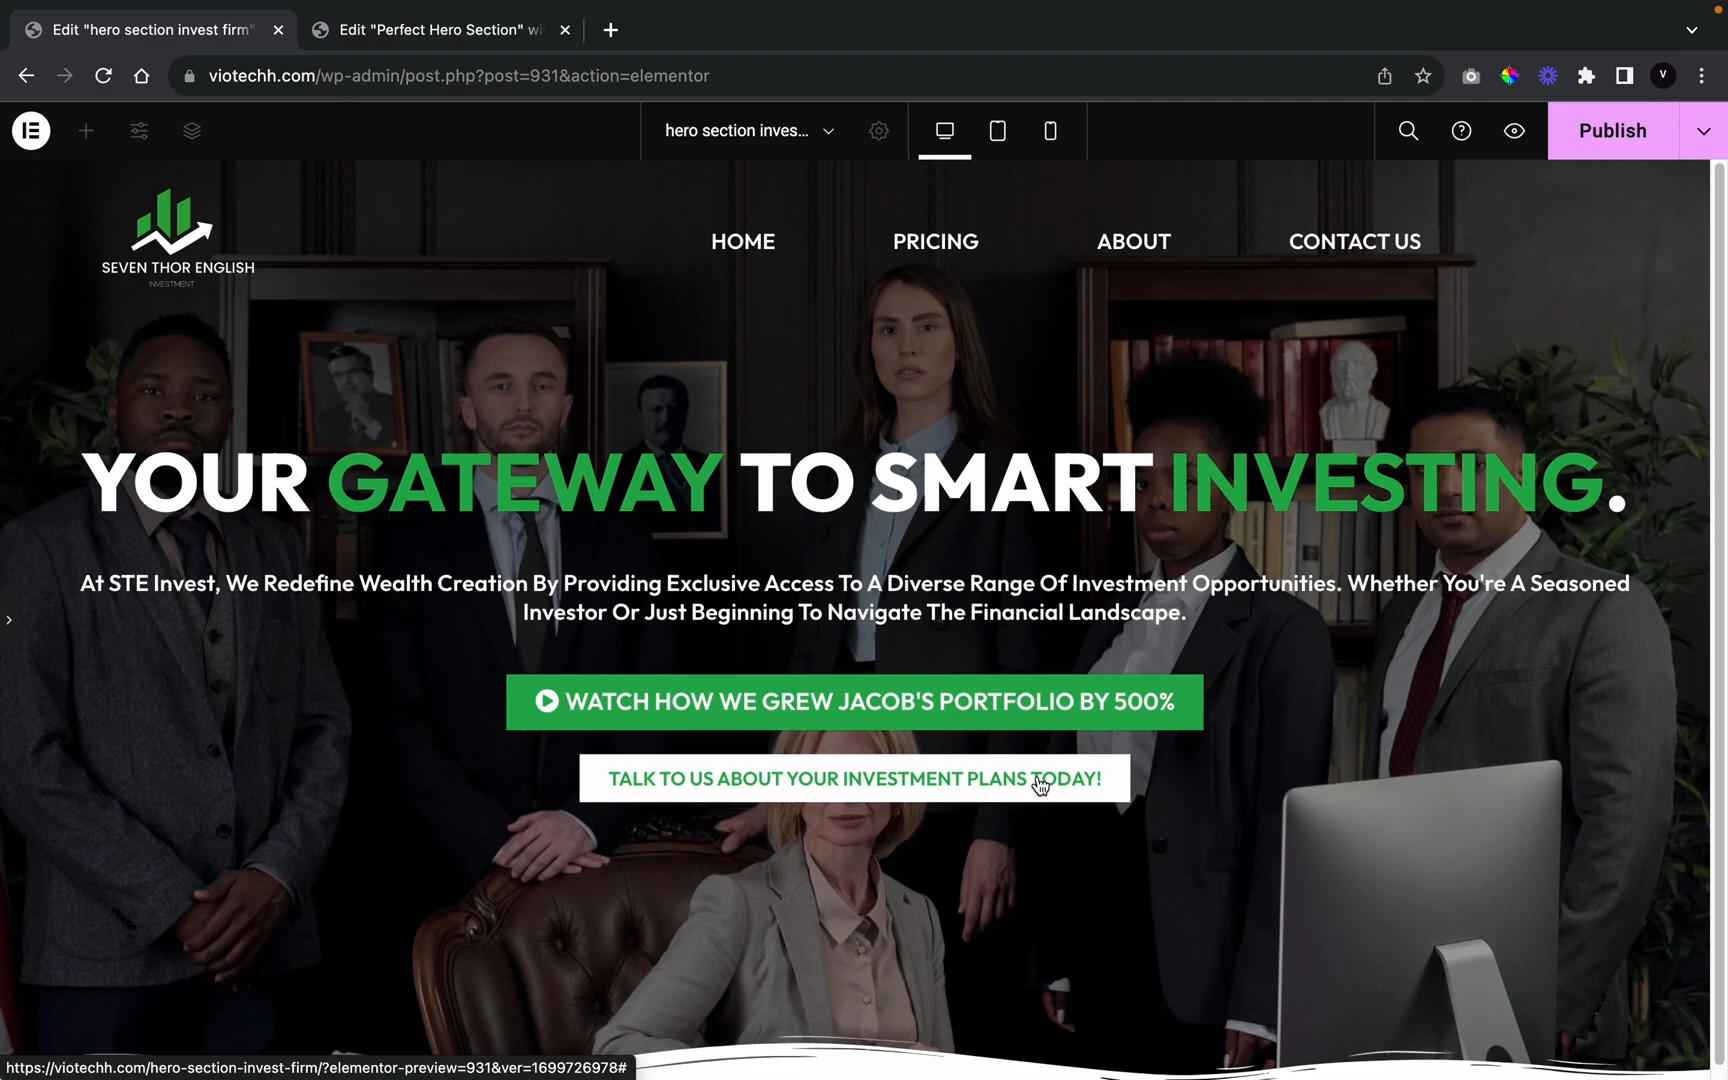 Edit "hero section invest firm"
Edit "Perfect Hero Section" wi
viotechh.com/wp-admin/post.php?post=931&action=elementor
V
hero section inves...
Publish
SEVEN THOR ENGLISH
INVESTMENT
HOME PRICING ABOUT CONTACT US
YOUR GATEWAY TO SMART INVESTING.
At STE Invest, We Redefine Wealth Creation By Providing Exclusive Access To A Diverse Range Of Investment Opportunities. Whether You're A Seasoned
Investor Or Just Beginning To Navigate The Financial Landscape.
WATCH HOW WE GREW JACOB'S PORTFOLIO BY 500%
TALK TO US ABOUT YOUR INVESTMENT PLANS TODAY!
https://viotechh.com/hero-section-invest-firm/?elementor-preview=931&ver=1699726978#